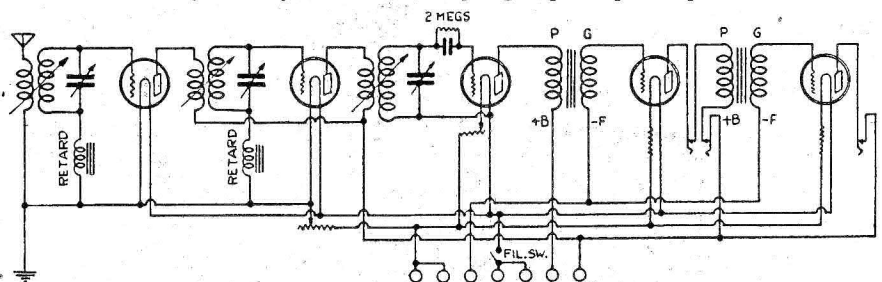 2 MEGS
P G
P G
RETARD
RETARD
+B -F
+B -F
FIL. SW.